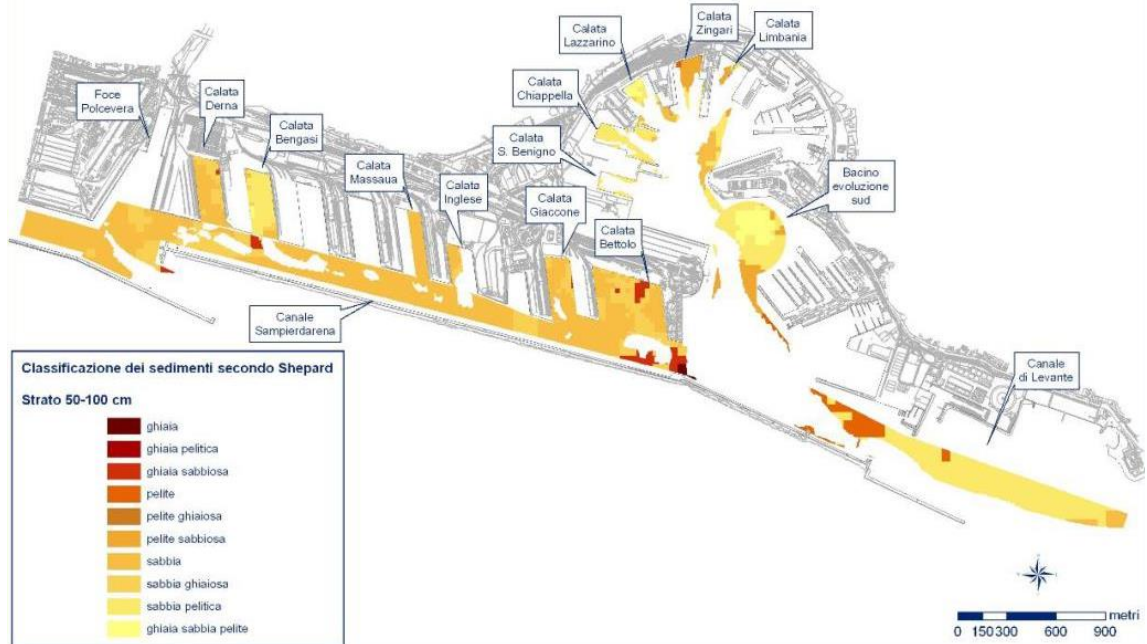 Calata
Zingari
Calata
Limbania
Calata
Lazzarino
Foce
Polcevera
Calata
Derna
Calata
Chiappella
Calata
Bengasi
Calata
S. Benigno
Calata
Massaua
Calata
Inglese
Calata
Giaccone
Calata
Bettolo
Bacino
evoluzione
sud
Canale
Sampierdarena
Canale
di Levante
Classificazione dei sedimenti secondo Shepard
Strato 50-100 cm
ghiaia
ghiaia pelitica
ghiaia sabbiosa
pelite
pelite ghiaiosa
pelite sabbiosa
sabbia
sabbia ghiaiosa
sabbia pelitica
ghiaia sabbia pelite
metri
0 150 300 600 900